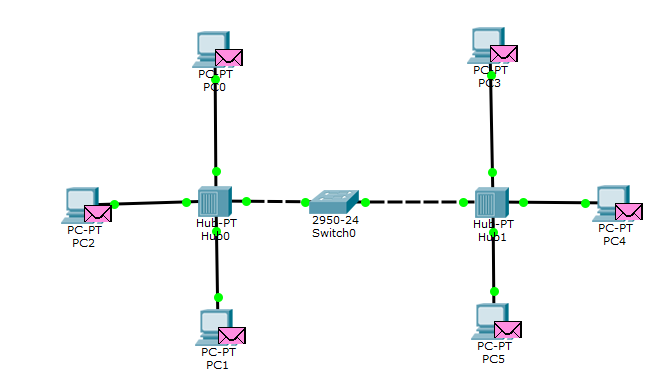 PC-PT
PC0
PC-PT
PC3
PC-PT
PC2
Hub-PT
Hub0
2950-24
Switch0
Hub-PT
Hub1
PC-PT
PC4
PC-PT
PC1
PC-PT
PC5